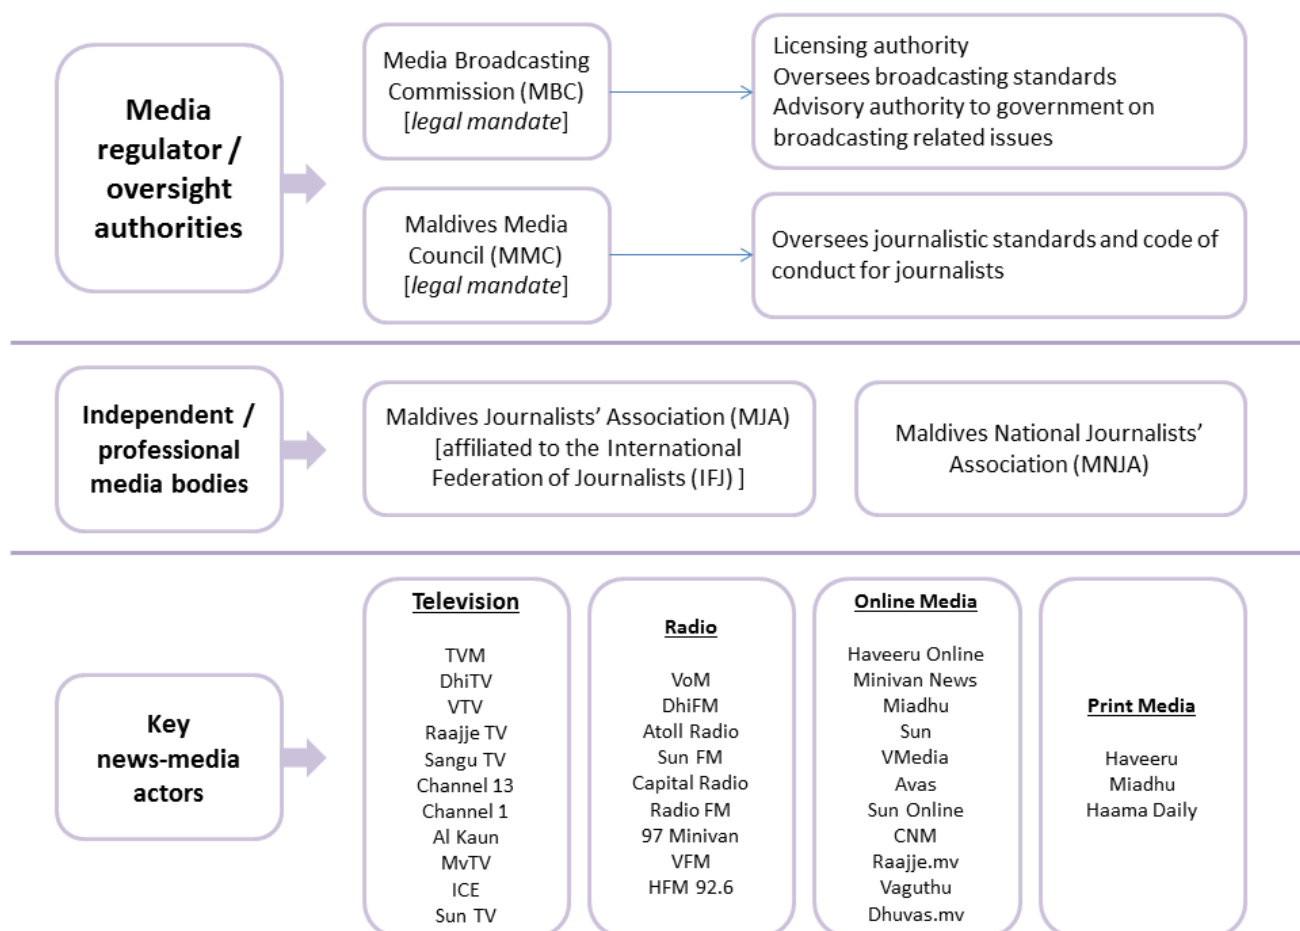 Media
regulator /
oversight
authorities
Media Broadcasting
Commission (MBC)
[legal mandate]
Licensing authority
Oversees broadcasting standards
Advisory authority to government on
broadcasting related issues
Maldives Media
Council (MMC)
[legal mandate]
Oversees journalistic standards and code of
conduct for journalists
Independent /
professional
media bodies
Maldives Journalists’ Association (MJA)
[affiliated to the International
Federation of Journalists (IFJ) ]
Maldives National Journalists’
Association (MNJA)
Key
news-media
actors
Television
TVM
DhiTV
VTV
Raajje TV
Sangu TV
Channel 13
Channel 1
Al Kaun
MvTV
ICE
Sun TV
Radio
VoM
DhiFM
Atoll Radio
Sun FM
Capital Radio
Radio FM
97 Minivan
VFM
HFM 92.6
Online Media
Haveeru Online
Minivan News
Miadhu
Sun
VMedia
Avas
Sun Online
CNM
Raajje.mv
Vaguthu
Dhuvas.mv
Print Media
Haveeru
Miadhu
Haama Daily